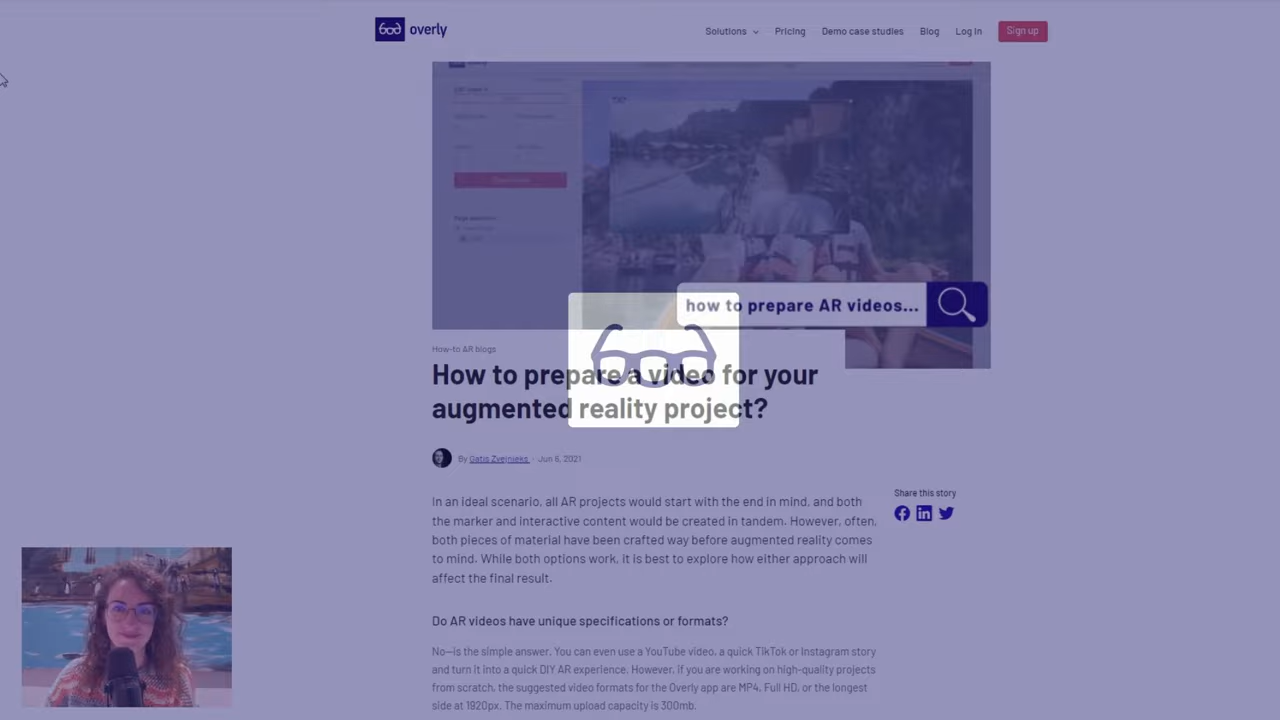 overly
Solutions Pricing Demo case studies Blog Log In Sign up
how to prepare AR videos...
How-to AR blogs
How to prepare a video for your
augmented reality project?
By Gatis Zvejnieks · Jun 6, 2021
In an ideal scenario, all AR projects would start with the end in mind, and both
the marker and interactive content would be created in tandem. However, often,
both pieces of material have been crafted way before augmented reality comes
to mind. While both options work, it is best to explore how either approach will
affect the final result.
Share this story
Do AR videos have unique specifications or formats?
No—is the simple answer. You can even use a YouTube video, a quick TikTok or Instagram story
and turn it into a quick DIY AR experience. However, if you are working on high-quality projects
from scratch, the suggested video formats for the Overly app are MP4, Full HD, or the longest
side at 1920px. The maximum upload capacity is 300mb.